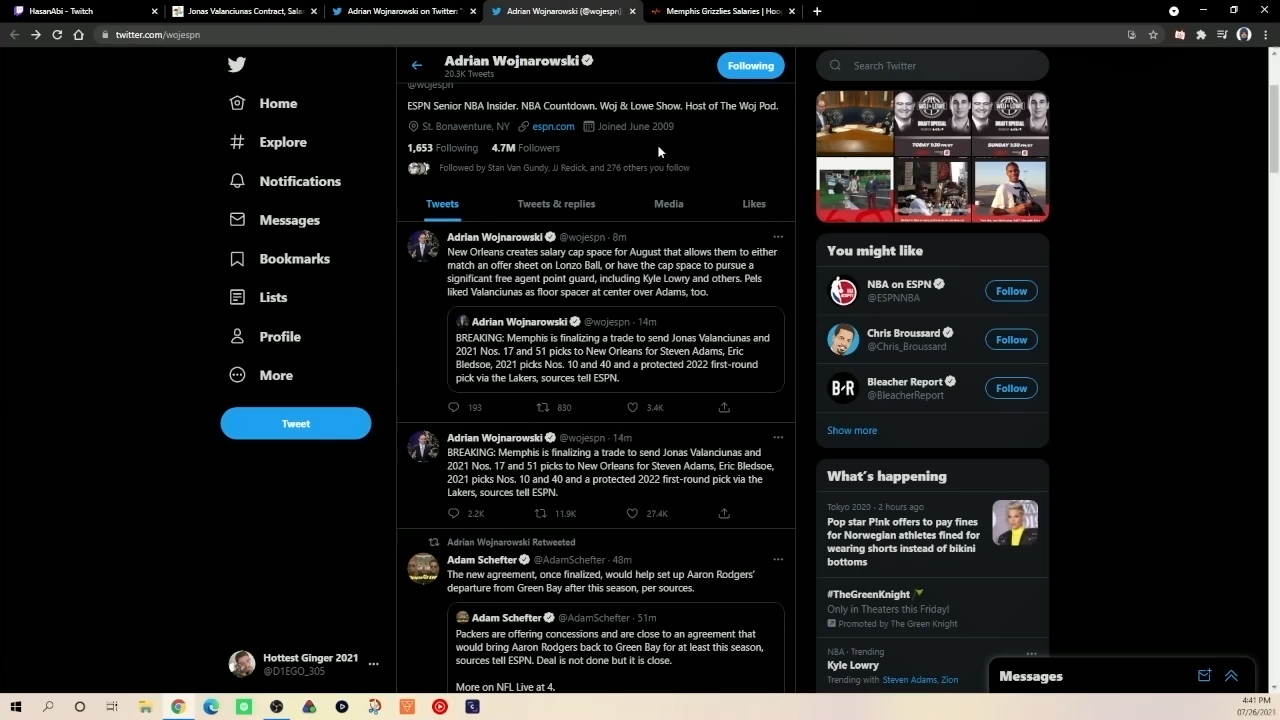 HasanAbi - Twitch
Jonas Valanciunas Contract, Sala
Adrian Wojnarowski on Twitter: "
Adrian Wojnarowski (@wojespn)
Memphis Grizzlies Salaries | Hoop
twitter.com/wojespn
Adrian Wojnarowski
20.3K Tweets
Following
@wojespn
ESPN Senior NBA Insider. NBA Countdown. Woj & Lowe Show. Host of The Woj Pod.
St. Bonaventure, NY espn.com Joined June 2009
1,653 Following 4.7M Followers
Followed by Stan Van Gundy, JJ Redick, and 276 others you follow
Tweets Tweets & replies Media Likes
Home
Explore
Notifications
Messages
Bookmarks
Lists
Profile
More
Tweet
Hottest Ginger 2021
@D1EGO_305
Adrian Wojnarowski @wojespn · 8m
New Orleans creates salary cap space for August that allows them to either
match an offer sheet on Lonzo Ball, or have the cap space to pursue a
significant free agent point guard, including Kyle Lowry and others. Pels
liked Valanciunas as floor spacer at center over Adams, too.
Adrian Wojnarowski @wojespn · 14m
BREAKING: Memphis is finalizing a trade to send Jonas Valanciunas and
2021 Nos. 17 and 51 picks to New Orleans for Steven Adams, Eric
Bledsoe, 2021 picks Nos. 10 and 40 and a protected 2022 first-round
pick via the Lakers, sources tell ESPN.
193 830 3.4K
Adrian Wojnarowski @wojespn · 14m
BREAKING: Memphis is finalizing a trade to send Jonas Valanciunas and
2021 Nos. 17 and 51 picks to New Orleans for Steven Adams, Eric Bledsoe,
2021 picks Nos. 10 and 40 and a protected 2022 first-round pick via the
Lakers, sources tell ESPN.
2.2K 11.9K 27.4K
Adrian Wojnarowski Retweeted
Adam Schefter @AdamSchefter · 48m
The new agreement, once finalized, would help set up Aaron Rodgers'
departure from Green Bay after this season, per sources.
Adam Schefter @AdamSchefter · 51m
Packers are offering concessions and are close to an agreement that
would bring Aaron Rodgers back to Green Bay for at least this season,
sources tell ESPN. Deal is not done but it is close.
More on NFL Live at 4.
Search Twitter
WOJ & LOWE
DRAFT SPECIAL
TODAY 1:30 PM/ET
WOJ & LOWE
DRAFT SPECIAL
You might like
NBA on ESPN
@ESPNNBA
Follow
Chris Broussard
@Chris_Broussard
Follow
B/R
Bleacher Report
@BleacherReport
Follow
Show more
What's happening
Tokyo 2020 · 2 hours ago
Pop star P!nk offers to pay fines
for Norwegian athletes fined for
wearing shorts instead of bikini
bottoms
#TheGreenKnight
Only in Theaters this Friday!
Promoted by The Green Knight
NBA · Trending
Kyle Lowry
Trending with Steven Adams, Zion
Messages
4:41 PM
07/26/2021